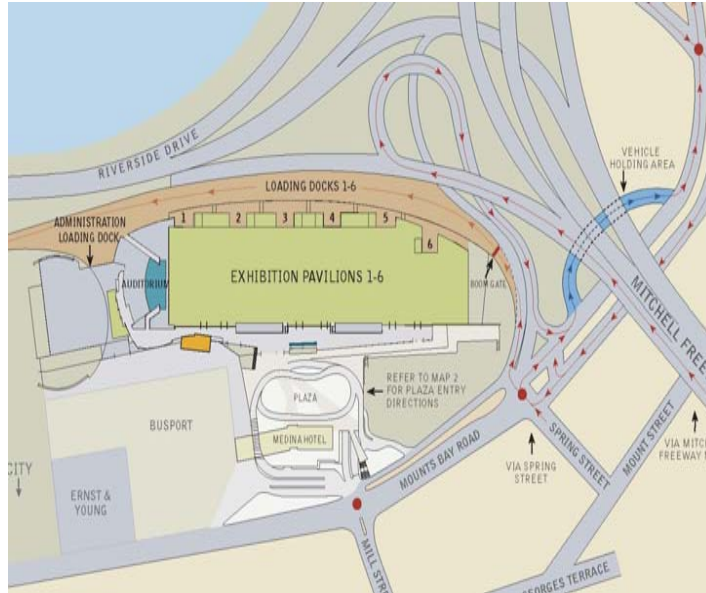 RIVERSIDE DRIVE
VEHICLE
HOLDING AREA
LOADING DOCKS 1-6
ADMINISTRATION
LOADING DOCK
1
2
3
4
5
6
AUDITORIUM
EXHIBITION PAVILIONS 1-6
BOOM GATE
MITCHELL FREE
REFER TO MAP 2
FOR PLAZA ENTRY
DIRECTIONS
PLAZA
BUSPORT
MEDINA HOTEL
MOUNTS BAY ROAD
SPRING STREET
MOUNT STREET
VIA SPRING
STREET
VIA MITC
FREEWAY
CITY
ERNST &
YOUNG
MILL STR
GEORGES TERRACE